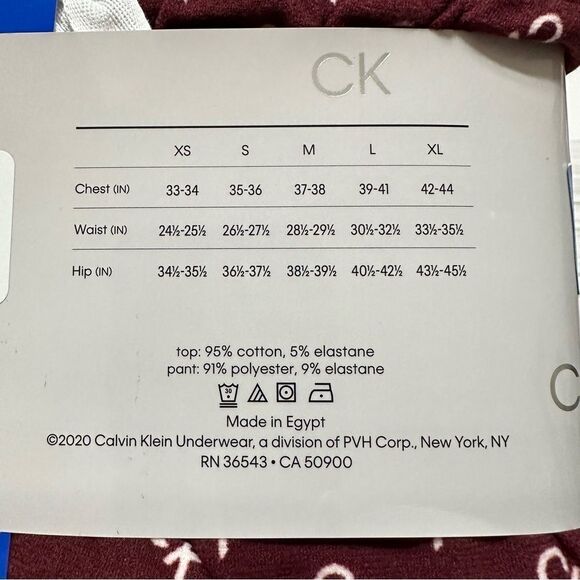 CK
XS S M L XL
Chest (IN) 33-34 35-36 37-38 39-41 42-44
Waist (IN) 24½-25½ 26½-27½ 28½-29½ 30½-32½ 33½-35½
Hip (IN) 34½-35½ 36½-37½ 38½-39½ 40½-42½ 43½-45½
top: 95% cotton, 5% elastane
pant: 91% polyester, 9% elastane
30
Made in Egypt
©2020 Calvin Klein Underwear, a division of PVH Corp., New York, NY
RN 36543 • CA 50900
C